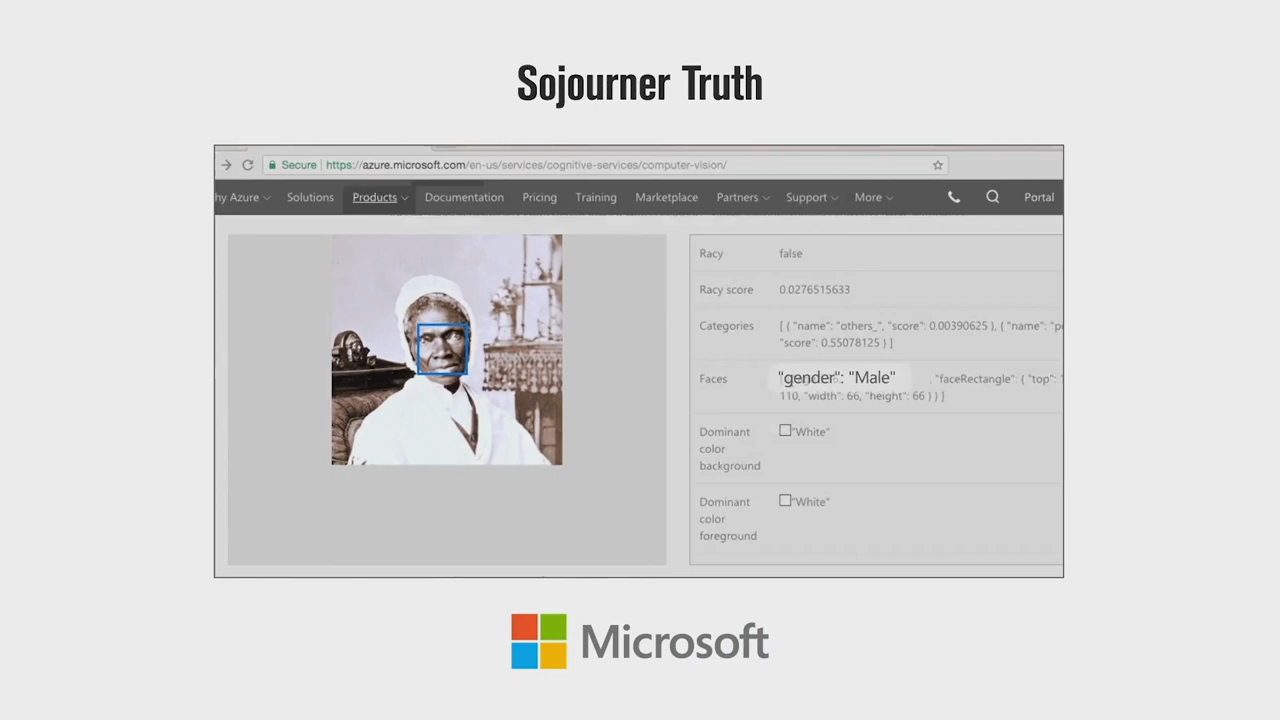 Sojourner Truth
Secure | https://azure.microsoft.com/en-us/services/cognitive-services/computer-vision/
hy Azure Solutions Products Documentation Pricing Training Marketplace Partners Support More Portal
Racy false
Racy score 0.0276515633
Categories [ { "name": "others_", "score": 0.00390625 }, { "name": "pe
"score": 0.55078125 } ]
Faces "gender": "Male" , "faceRectangle": { "top":
110, "width": 66, "height": 66 } } ]
Dominant
color
background
"White"
Dominant
color
foreground
"White"
Microsoft